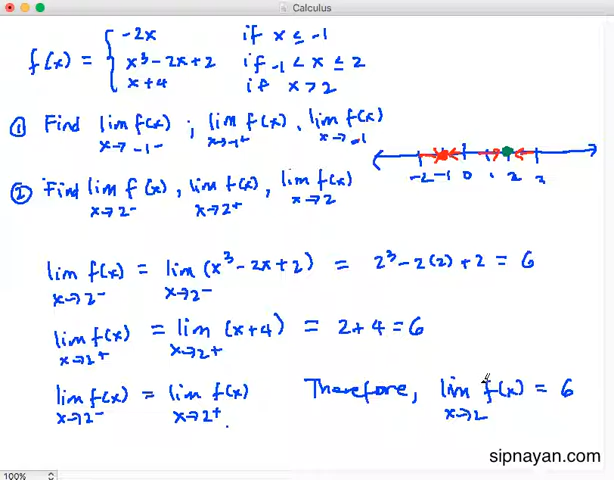 Calculus
f(x) = { -2x if x ≤ -1
x³ - 2x + 2 if -1 < x ≤ 2
x + 4 if x > 2
① Find lim f(x) ; lim f(x) , lim f(x)
x→-1- x→-1+ x→-1
-2 -1 0 1 2 3
② Find lim f(x) , lim f(x) , lim f(x)
x→2- x→2+ x→2
lim f(x) = lim (x³ - 2x + 2) = 2³ - 2(2) + 2 = 6
x→2- x→2-
lim f(x) = lim (x+4) = 2 + 4 = 6
x→2+ x→2+
lim f(x) = lim f(x) Therefore, lim f(x) = 6
x→2- x→2+ x→2
sipnayan.com
100%